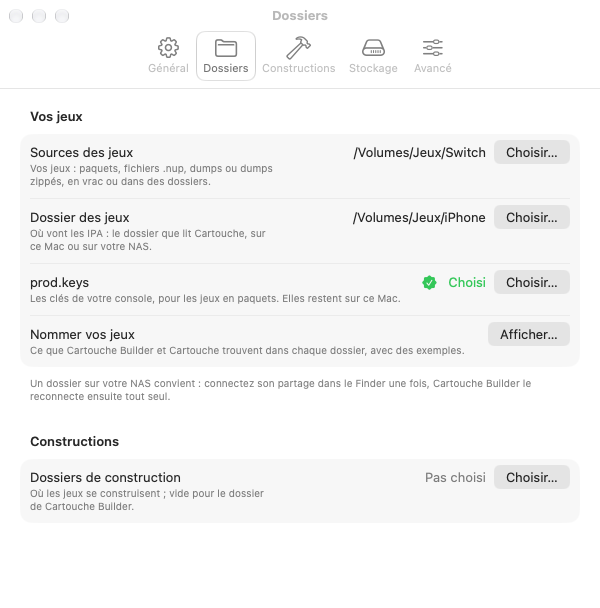 Dossiers
Général
Dossiers
Constructions
Stockage
Avancé
Vos jeux
Sources des jeux
/Volumes/Jeux/Switch
Choisir...
Vos jeux : paquets, fichiers .nup, dumps ou dumps
zippés, en vrac ou dans des dossiers.
Dossier des jeux
/Volumes/Jeux/iPhone
Choisir...
Où vont les IPA : le dossier que lit Cartouche, sur
ce Mac ou sur votre NAS.
prod.keys
Choisi
Choisir...
Les clés de votre console, pour les jeux en paquets. Elles restent sur ce Mac.
Nommer vos jeux
Afficher...
Ce que Cartouche Builder et Cartouche trouvent dans chaque dossier, avec des exemples.
Un dossier sur votre NAS convient : connectez son partage dans le Finder une fois, Cartouche Builder le
reconnecte ensuite tout seul.
Constructions
Dossiers de construction
Pas choisi
Choisir...
Où les jeux se construisent ; vide pour le dossier
de Cartouche Builder.